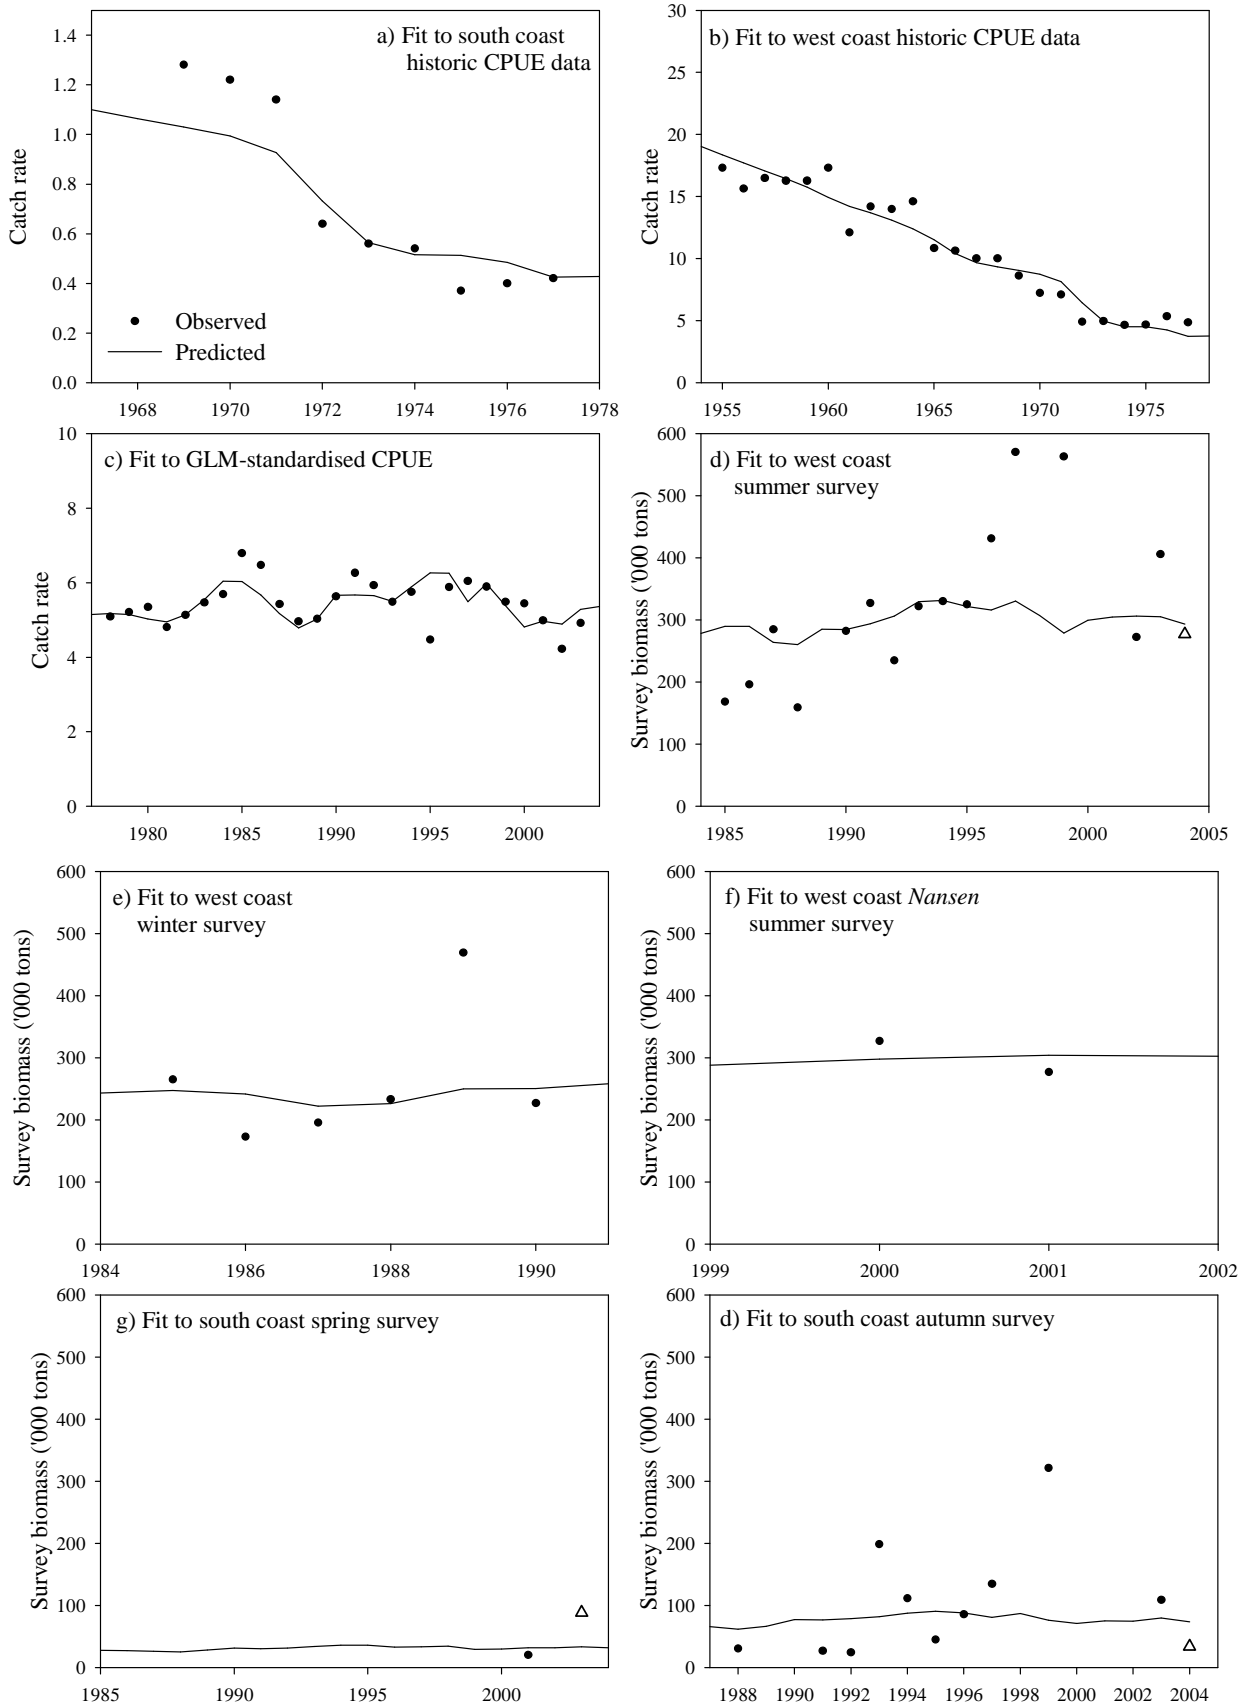 a) Fit to south coast
historic CPUE data
Catch rate
1.4
1.2
1.0
0.8
0.6
0.4
0.2
0.0
Observed
Predicted
1968 1970 1972 1974 1976 1978
b) Fit to west coast historic CPUE data
Catch rate
30
25
20
15
10
5
0
1955 1960 1965 1970 1975
c) Fit to GLM-standardised CPUE
Catch rate
10
8
6
4
2
0
1980 1985 1990 1995 2000
d) Fit to west coast
summer survey
Survey biomass ('000 tons)
600
500
400
300
200
100
0
1985 1990 1995 2000 2005
e) Fit to west coast
winter survey
Survey biomass ('000 tons)
600
500
400
300
200
100
0
1984 1986 1988 1990
f) Fit to west coast Nansen
summer survey
Survey biomass ('000 tons)
600
500
400
300
200
100
0
1999 2000 2001 2002
g) Fit to south coast spring survey
Survey biomass ('000 tons)
600
500
400
300
200
100
0
1985 1990 1995 2000
d) Fit to south coast autumn survey
Survey biomass ('000 tons)
600
500
400
300
200
100
0
1988 1990 1992 1994 1996 1998 2000 2002 2004